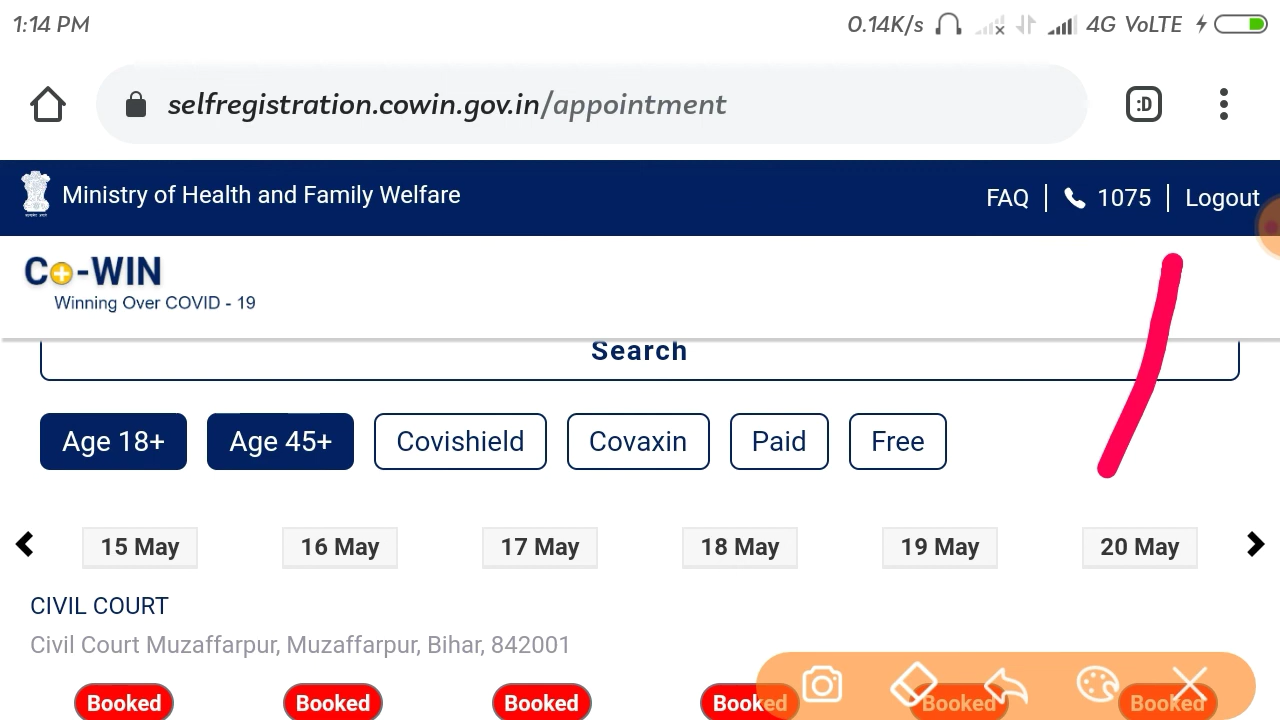 1:14 PM 0.14K/s 4G VoLTE
selfregistration.cowin.gov.in/appointment :D
Ministry of Health and Family Welfare FAQ | 1075 | Logout
Co-WIN
Winning Over COVID - 19
Search
Age 18+ Age 45+ Covishield Covaxin Paid Free
15 May 16 May 17 May 18 May 19 May 20 May
CIVIL COURT
Civil Court Muzaffarpur, Muzaffarpur, Bihar, 842001
Booked Booked Booked Booked Booked Booked